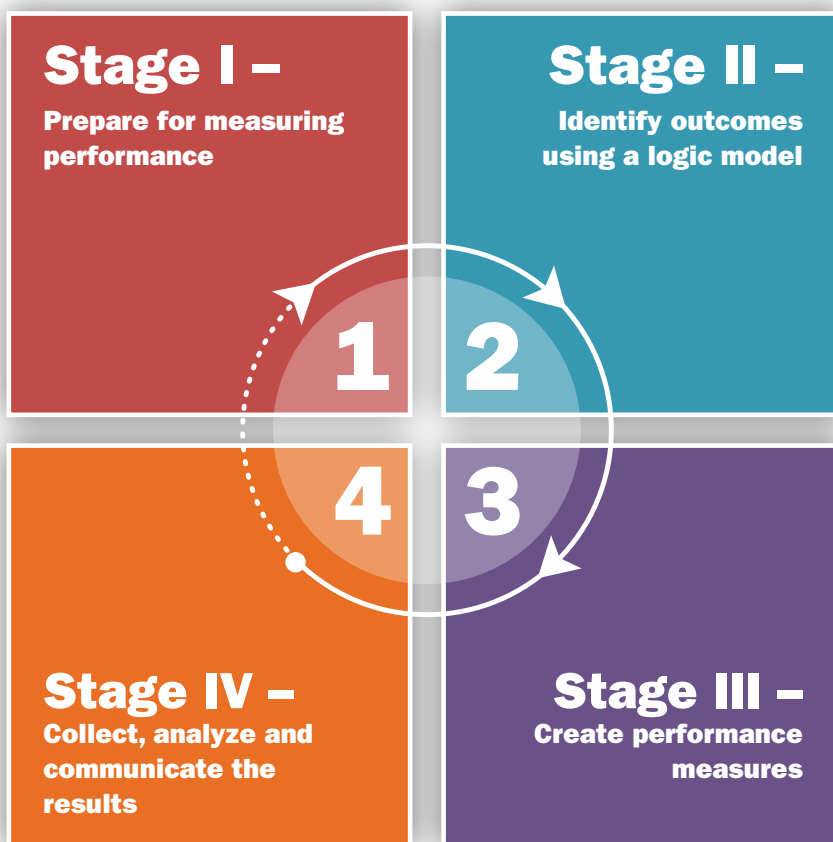 Stage I –
Prepare for measuring
performance
1
Stage II –
Identify outcomes
using a logic model
2
3
Stage III –
Create performance
measures
4
Stage IV –
Collect, analyze and
communicate the
results